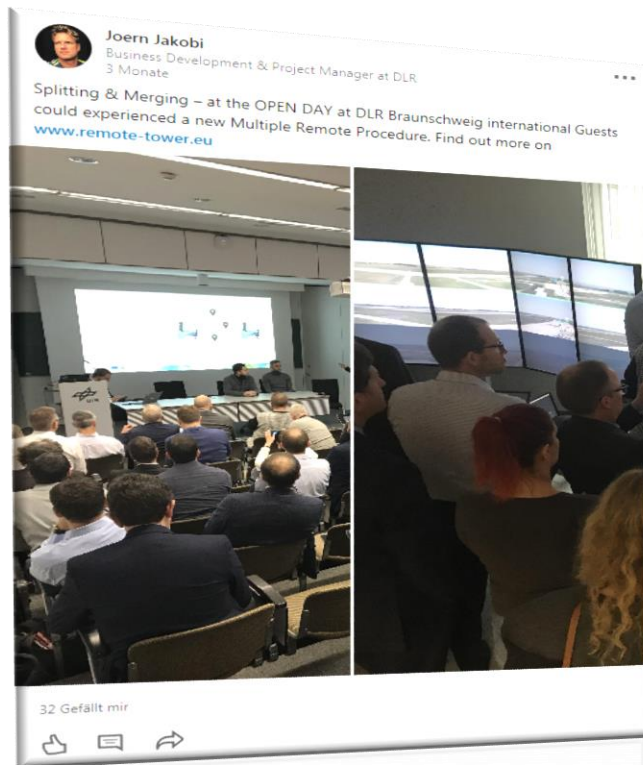 Joern Jakobi
Business Development & Project Manager at DLR
3 Monate
Splitting & Merging – at the OPEN DAY at DLR Braunschweig international Guests
could experienced a new Multiple Remote Procedure. Find out more on
www.remote-tower.eu
DLR
32 Gefällt mir